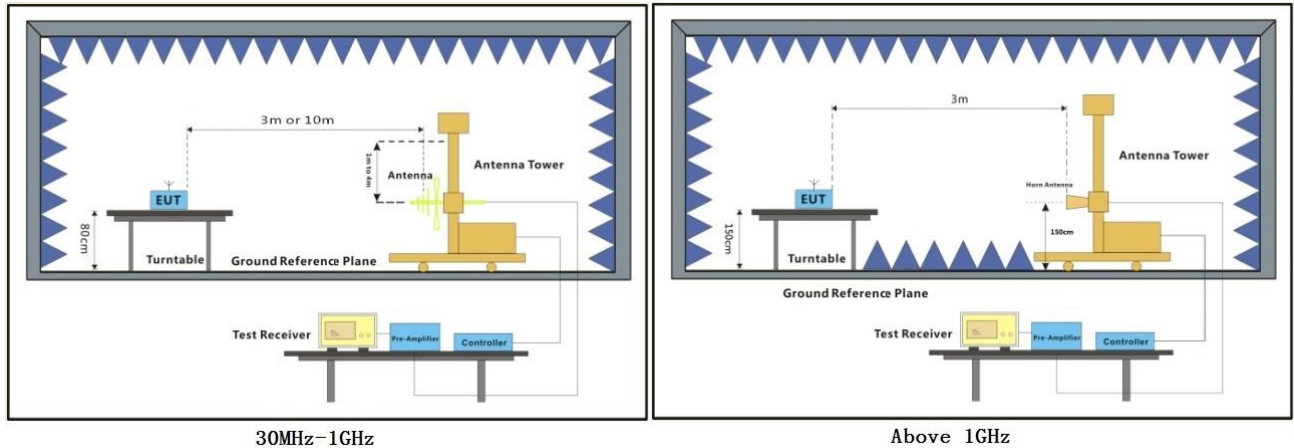 3m or 10m
1m to 4m
Antenna
Antenna Tower
EUT
80cm
Turntable
Ground Reference Plane
Test Receiver
Pre-Amplifier
Controller
30MHz-1GHz
3m
Antenna Tower
Horn Antenna
EUT
150cm
150cm
Turntable
Ground Reference Plane
Test Receiver
Pre-Amplifier
Controller
Above 1GHz